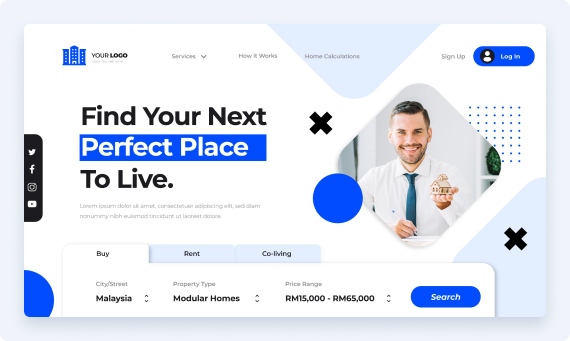 YOUR LOGO
Services
How it Works
Home Calculations
Sign Up
Log In
Find Your Next
Perfect Place
To Live.
Lorem ipsum dolor sit amet, consectetuer adipiscing elit, sed diam
nonummy nibh euismod tincidunt ut laoreet dolore
Buy
Rent
Co-living
City/Street
Property Type
Price Range
Malaysia
Modular Homes
RM15,000 - RM65,000
Search